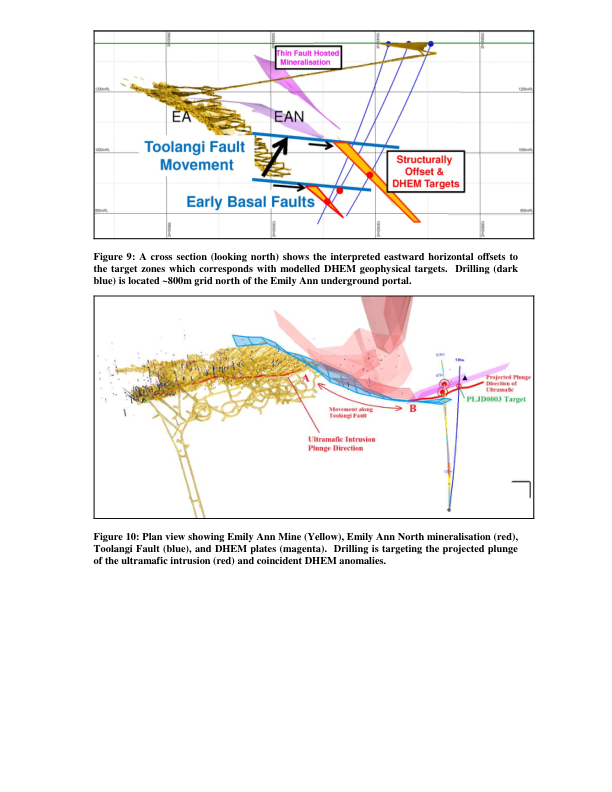 Thin Fault Hosted
Mineralisation
EA
EAN
Toolangi Fault
Movement
Structurally
Offset &
DHEM Targets
Early Basal Faults
Figure 9: A cross section (looking north) shows the interpreted eastward horizontal offsets to
the target zones which corresponds with modelled DHEM geophysical targets. Drilling (dark
blue) is located ~800m grid north of the Emily Ann underground portal.
A
Movement along
Toolangi Fault
B
Projected Plunge
Direction of
Ultramafic
PLJD0003 Target
Ultramafic Intrusion
Plunge Direction
Figure 10: Plan view showing Emily Ann Mine (Yellow), Emily Ann North mineralisation (red),
Toolangi Fault (blue), and DHEM plates (magenta). Drilling is targeting the projected plunge
of the ultramafic intrusion (red) and coincident DHEM anomalies.